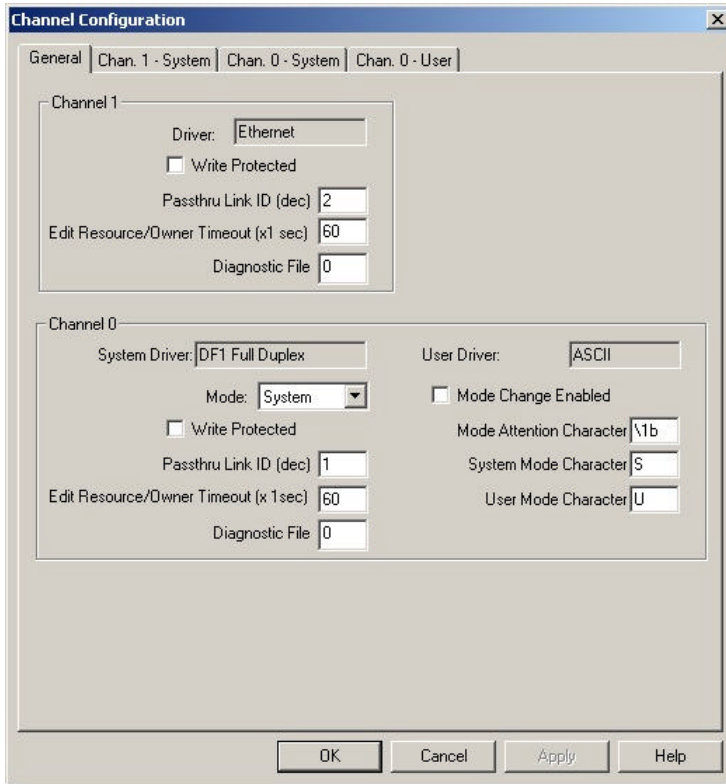 Channel Configuration
General
Chan. 1 - System
Chan. 0 - System
Chan. 0 - User
Channel 1
Driver: Ethernet
Write Protected
Passthru Link ID (dec) 2
Edit Resource/Owner Timeout (x1 sec) 60
Diagnostic File 0
Channel 0
System Driver: DF1 Full Duplex
User Driver: ASCII
Mode: System
Mode Change Enabled
Write Protected
Mode Attention Character \1b
Passthru Link ID (dec) 1
System Mode Character S
Edit Resource/Owner Timeout (x 1sec) 60
User Mode Character U
Diagnostic File 0
OK
Cancel
Apply
Help